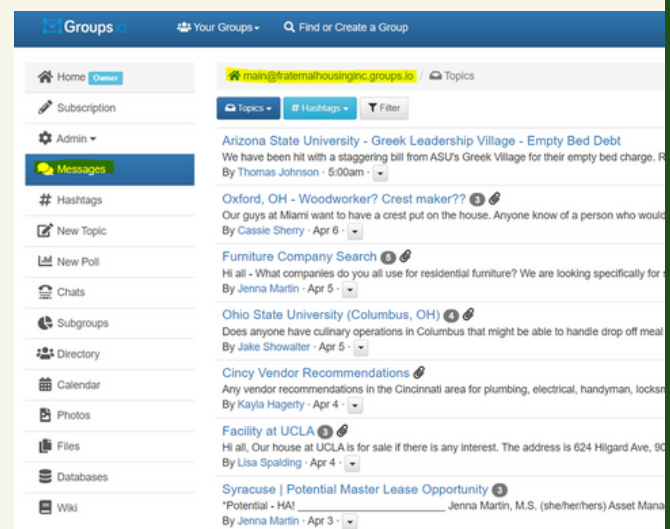 Groups.io Your Groups Find or Create a Group
Home Owner
Subscription
Admin
Messages
Hashtags
New Topic
New Poll
Chats
Subgroups
Directory
Calendar
Photos
Files
Databases
Wiki
main@fraternalhousinginc.groups.io / Topics
Topics # Hashtags Filter
Arizona State University - Greek Leadership Village - Empty Bed Debt
We have been hit with a staggering bill from ASU's Greek Village for their empty bed charge. R
By Thomas Johnson · 5:00am ·
Oxford, OH - Woodworker? Crest maker?? 3
Our guys at Miami want to have a crest put on the house. Anyone know of a person who would
By Cassie Sherry · Apr 6 ·
Furniture Company Search 5
Hi all - What companies do you all use for residential furniture? We are looking specifically for
By Jenna Martin · Apr 5 ·
Ohio State University (Columbus, OH) 4
Does anyone have culinary operations in Columbus that might be able to handle drop off meal
By Jake Showalter · Apr 5 ·
Cincy Vendor Recommendations
Any vendor recommendations in the Cincinnati area for plumbing, electrical, handyman, locksm
By Kayla Hagerty · Apr 4 ·
Facility at UCLA 3
Hi all, Our house at UCLA is for sale if there is any interest. The address is 624 Hilgard Ave, 90
By Lisa Spalding · Apr 4 ·
Syracuse | Potential Master Lease Opportunity 3
*Potential - HA! ______________________ Jenna Martin, M.S. (she/her/hers) Asset Mana
By Jenna Martin · Apr 3 ·